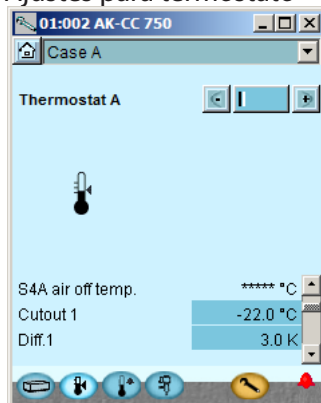 Ajustes para termostato
01:002 AK-CC 750
Case A
Thermostat A
S4A air off temp. ***** °C
Cutout 1 -22.0 °C
Diff.1 3.0 K